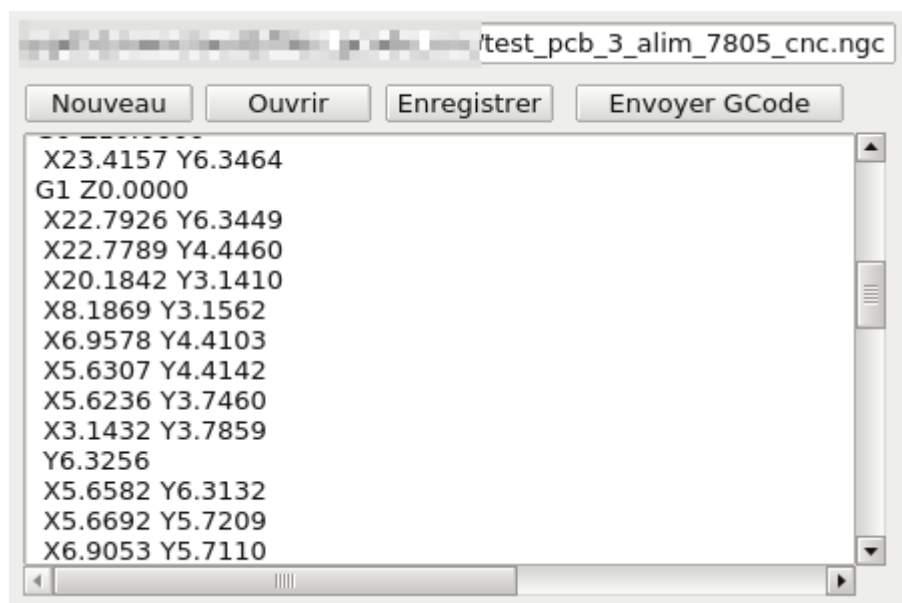 /test_pcb_3_alim_7805_cnc.ngc
Nouveau Ouvrir Enregistrer Envoyer GCode
X23.4157 Y6.3464
G1 Z0.0000
X22.7926 Y6.3449
X22.7789 Y4.4460
X20.1842 Y3.1410
X8.1869 Y3.1562
X6.9578 Y4.4103
X5.6307 Y4.4142
X5.6236 Y3.7460
X3.1432 Y3.7859
Y6.3256
X5.6582 Y6.3132
X5.6692 Y5.7209
X6.9053 Y5.7110